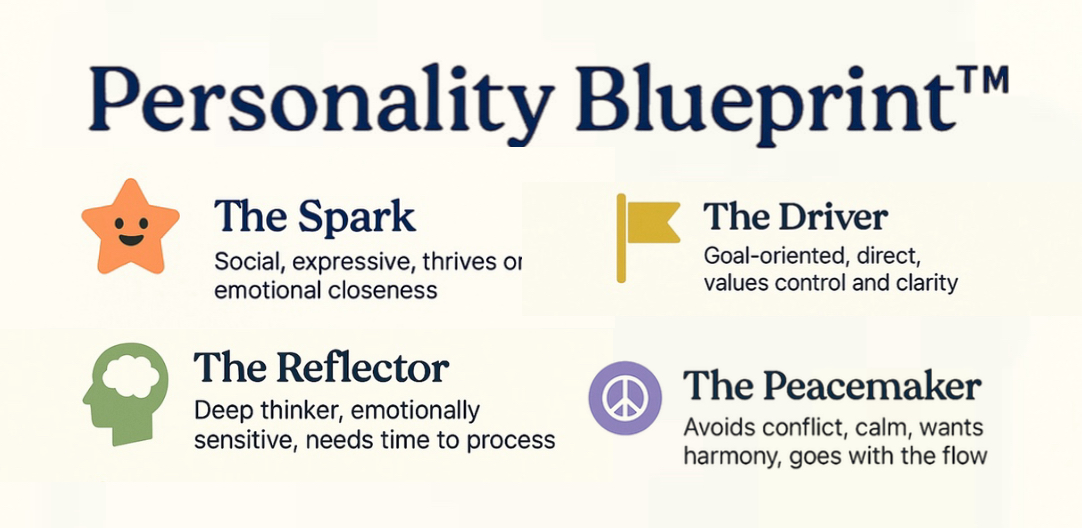 Personality Blueprint™
The Spark
Social, expressive, thrives or
emotional closeness
The Driver
Goal-oriented, direct,
values control and clarity
The Reflector
Deep thinker, emotionally
sensitive, needs time to process
The Peacemaker
Avoids conflict, calm, wants
harmony, goes with the flow